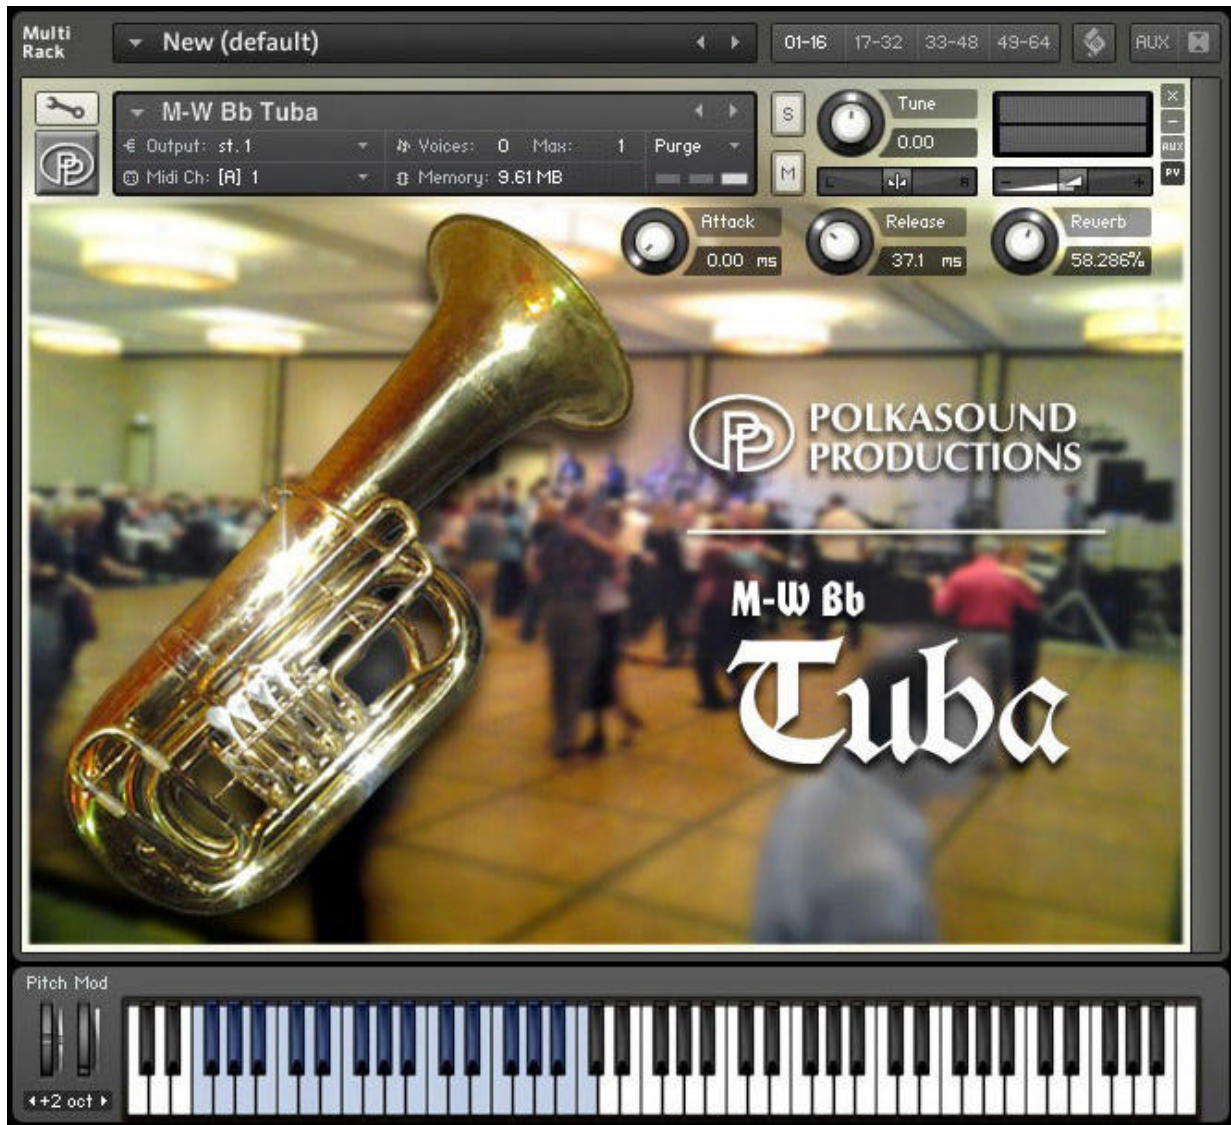 Multi
Rack
New (default)
01-16 17-32 33-48 49-64
AUX
M-W Bb Tuba
Output: st. 1
Voices: 0 Max: 1
Purge
Midi Ch: [A] 1
Memory: 9.61 MB
S
M
Tune
0.00
L R
- +
AUX
PV
Attack
0.00 ms
Release
37.1 ms
Reverb
58.286%
PP
POLKASOUND
PRODUCTIONS
M-W Bb
Tuba
Pitch Mod
+2 oct